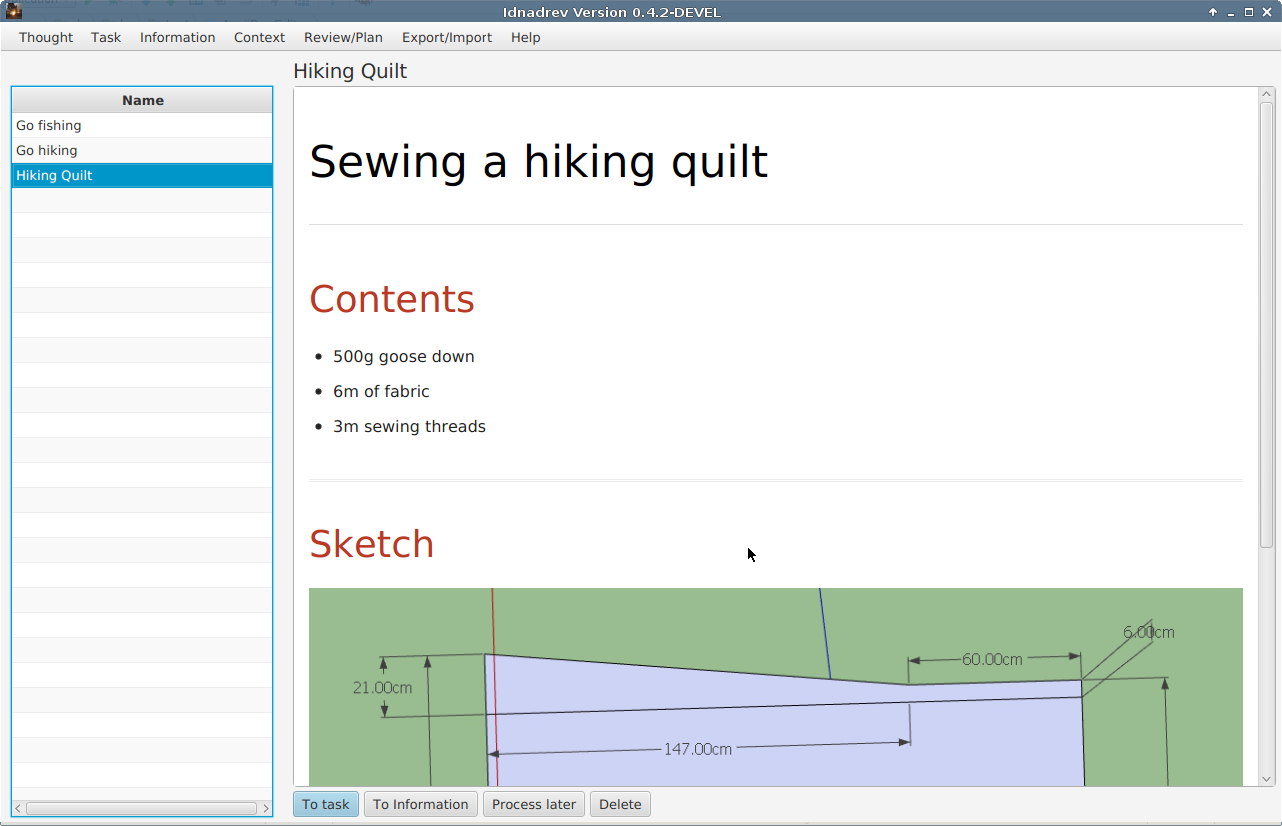 Idnadrev Version 0.4.2-DEVEL
Thought Task Information Context Review/Plan Export/Import Help
Hiking Quilt
Name
Go fishing
Go hiking
Hiking Quilt
Sewing a hiking quilt
Contents
• 500g goose down
• 6m of fabric
• 3m sewing threads
Sketch
6.00cm
60.00cm
21.00cm
147.00cm
To task To Information Process later Delete